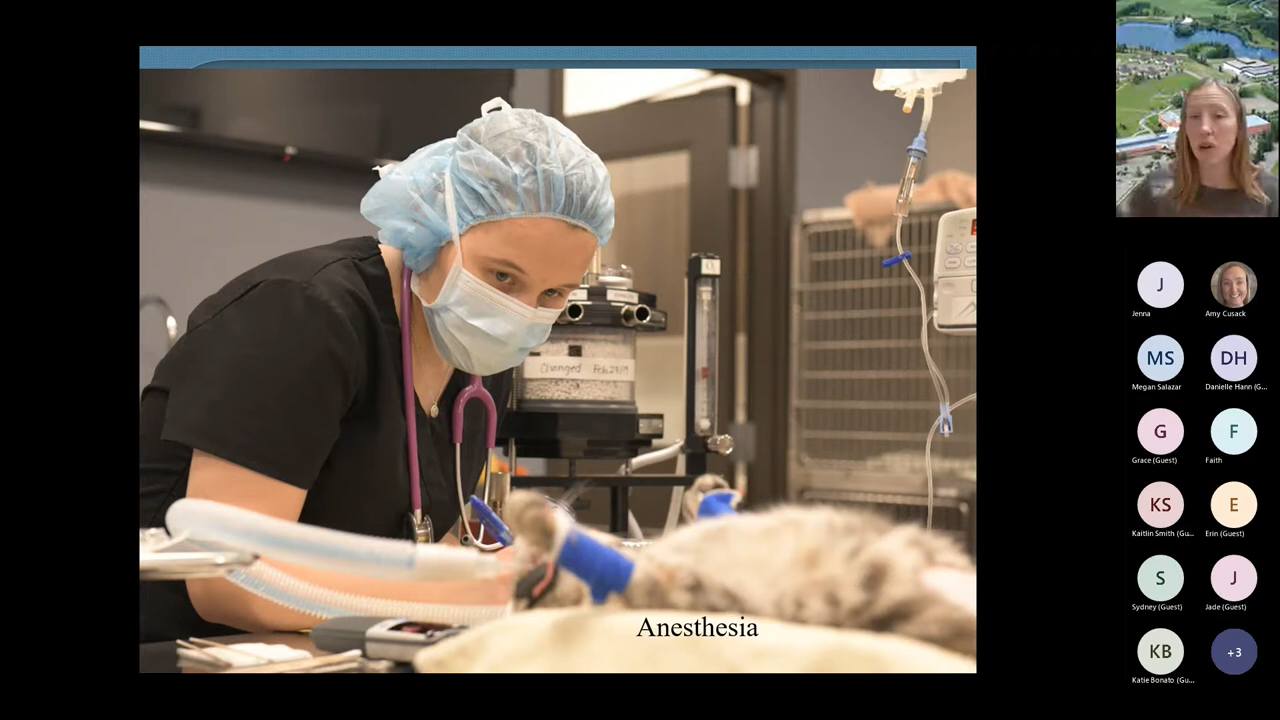 Changed Feb 27/19
Anesthesia
J
Jenna
Amy Cusack
MS
Megan Salazar
DH
Danielle Hann (G...
G
Grace (Guest)
F
Faith
KS
Kaitlin Smith (Gu...
E
Erin (Guest)
S
Sydney (Guest)
J
Jade (Guest)
KB
Katie Bonato (Gu...
+3